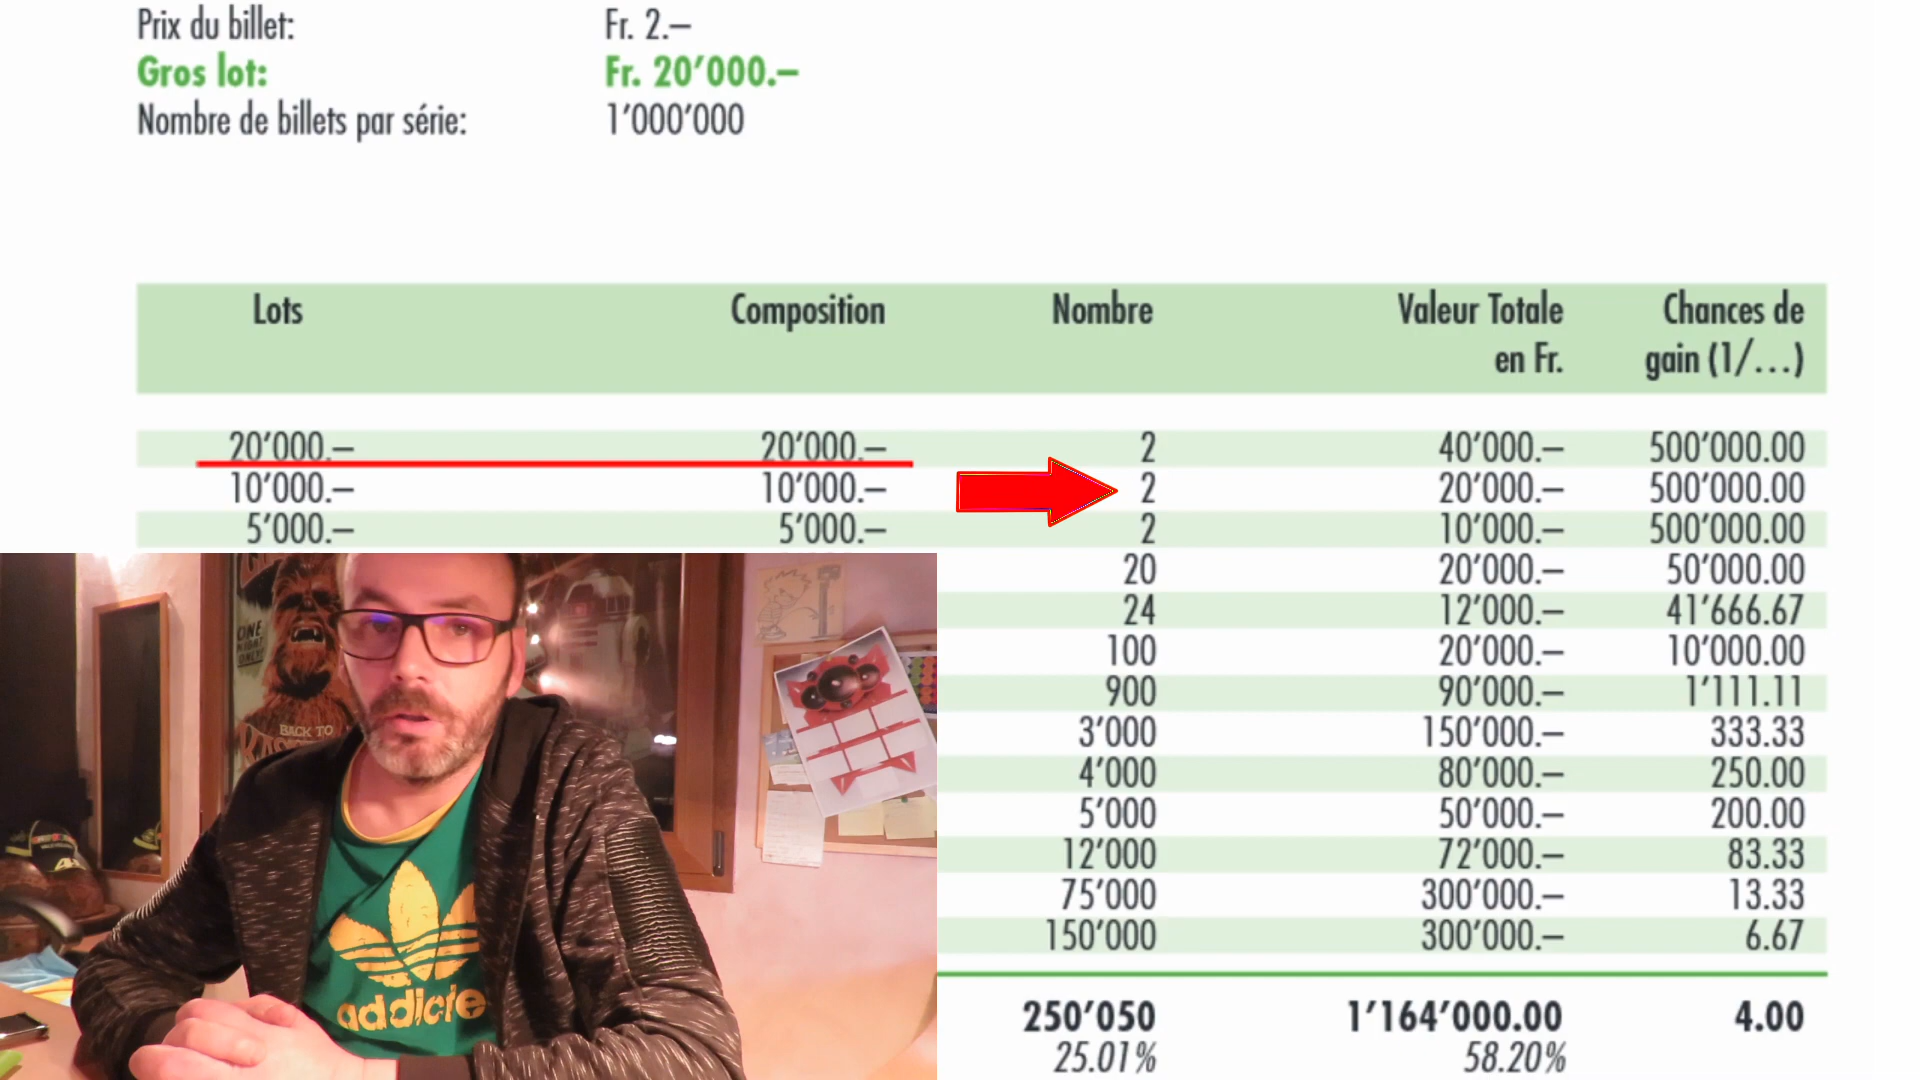 Prix du billet: Fr. 2.–
Gros lot: Fr. 20’000.–
Nombre de billets par série: 1’000’000
Lots Composition Nombre Valeur Totale Chances de
en Fr. gain (1/…)
20’000.– 20’000.– 2 40’000.– 500’000.00
10’000.– 10’000.– 2 20’000.– 500’000.00
5’000.– 5’000.– 2 10’000.– 500’000.00
20 20’000.– 50’000.00
24 12’000.– 41’666.67
100 20’000.– 10’000.00
900 90’000.– 1’111.11
3’000 150’000.– 333.33
4’000 80’000.– 250.00
5’000 50’000.– 200.00
12’000 72’000.– 83.33
75’000 300’000.– 13.33
150’000 300’000.– 6.67
250’050 1’164’000.00 4.00
25.01% 58.20%
ONE
NIGHT
ONLY!
BACK TO
addicte